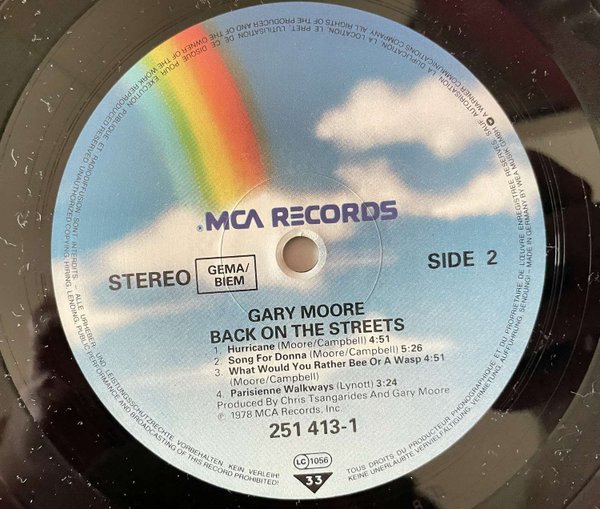 MCA RECORDS
STEREO
GEMA/
BIEM
SIDE 2
GARY MOORE
BACK ON THE STREETS
1. Hurricane (Moore/Campbell) 4:51
2. Song For Donna (Moore/Campbell) 5:26
3. What Would You Rather Bee Or A Wasp 4:51
(Moore/Campbell)
4. Parisienne Walkways (Lynott) 3:24
Produced By Chris Tsangarides And Gary Moore
℗ 1978 MCA Records, Inc.
251 413-1
LC 1056
33
ALLE URHEBER- UND LEISTUNGSSCHUTZRECHTE VORBEHALTEN. KEIN VERLEIH! KEINE UNERLAUBTE VERVIELFÄLTIGUNG, VERMIETUNG, AUFFÜHRUNG, SENDUNG! – MADE IN GERMANY BY WEA MUSIK GMBH
A WARNER COMMUNICATIONS COMPANY. ALL RIGHTS OF THE PRODUCER AND OF THE OWNER OF THE WORK REPRODUCED RESERVED. UNAUTHORIZED COPYING, HIRING, LENDING, PUBLIC PERFORMANCE AND BROADCASTING OF THIS RECORD PROHIBITED!
TOUS DROITS DU PRODUCTEUR PHONOGRAPHIQUE ET DU PROPRIETAIRE DE L'ŒUVRE ENREGISTREE RESERVES. SAUF AUTORISATION, LA DUPLICATION, LA LOCATION, LE PRET, L'UTILISATION DE CE DISQUE POUR EXECUTION PUBLIQUE ET RADIODIFFUSION SONT INTERDITES.